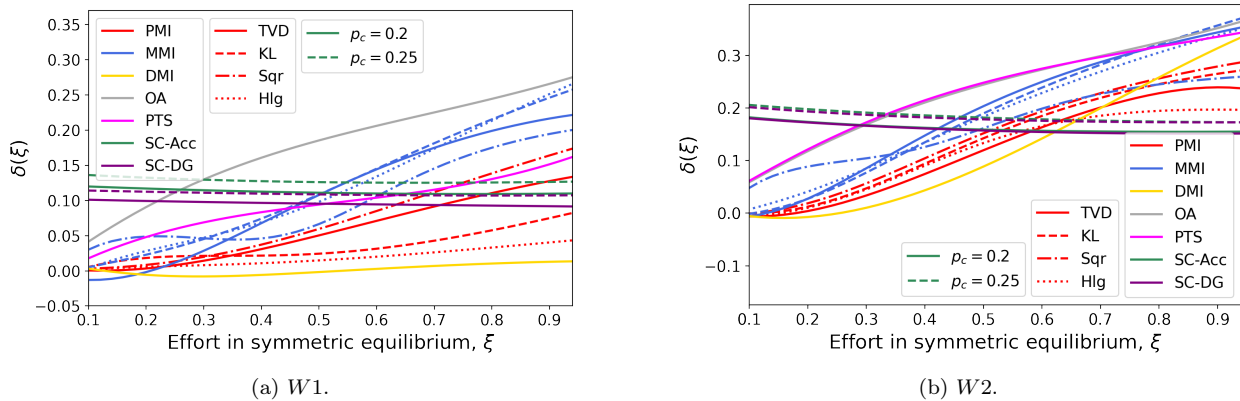 0.35
0.30
0.25
0.20
0.15
0.10
0.05
0.00
−0.05
δ(ξ)
PMI
MMI
DMI
OA
PTS
SC-Acc
SC-DG
TVD
KL
Sqr
Hlg
p_c = 0.2
p_c = 0.25
0.1 0.2 0.3 0.4 0.5 0.6 0.7 0.8 0.9
Effort in symmetric equilibrium, ξ
(a) W1.
0.3
0.2
0.1
0.0
−0.1
δ(ξ)
p_c = 0.2
p_c = 0.25
TVD
KL
Sqr
Hlg
PMI
MMI
DMI
OA
PTS
SC-Acc
SC-DG
0.1 0.2 0.3 0.4 0.5 0.6 0.7 0.8 0.9
Effort in symmetric equilibrium, ξ
(b) W2.